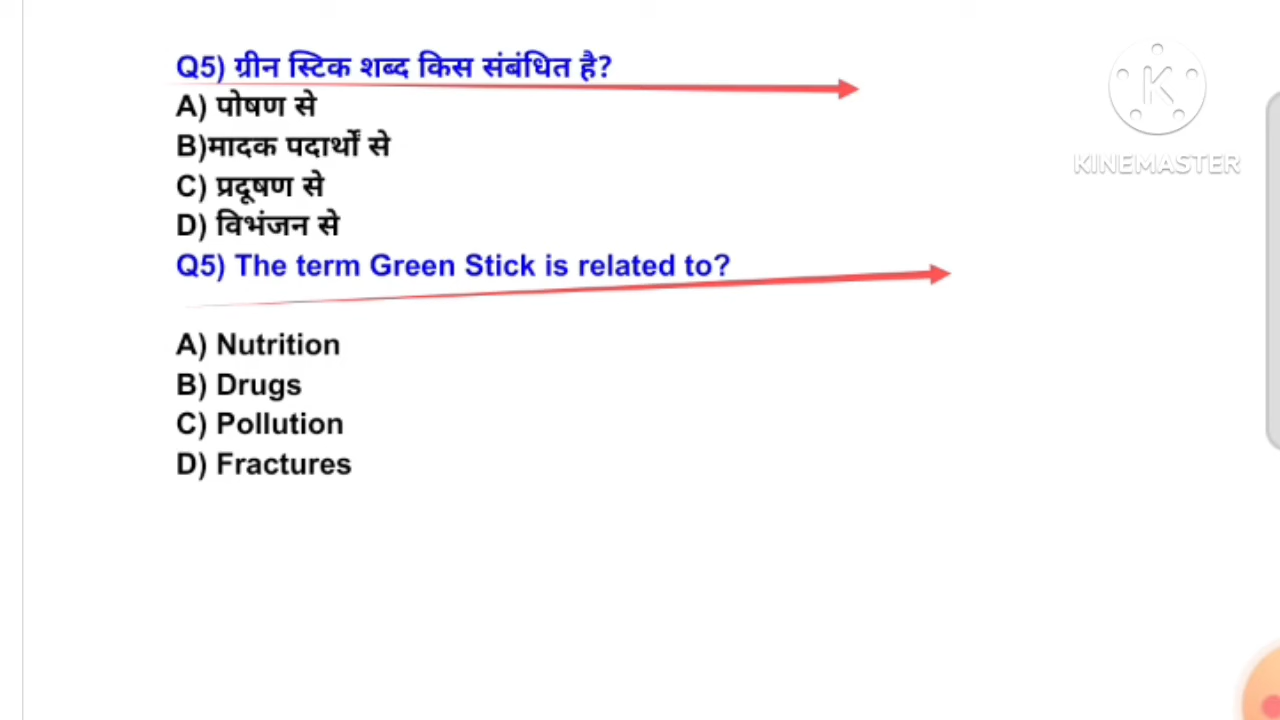 Q5) ग्रीन स्टिक शब्द किस संबंधित है?
A) पोषण से
B)मादक पदार्थों से
C) प्रदूषण से
D) विभंजन से
Q5) The term Green Stick is related to?
A) Nutrition
B) Drugs
C) Pollution
D) Fractures
K
KINEMASTER